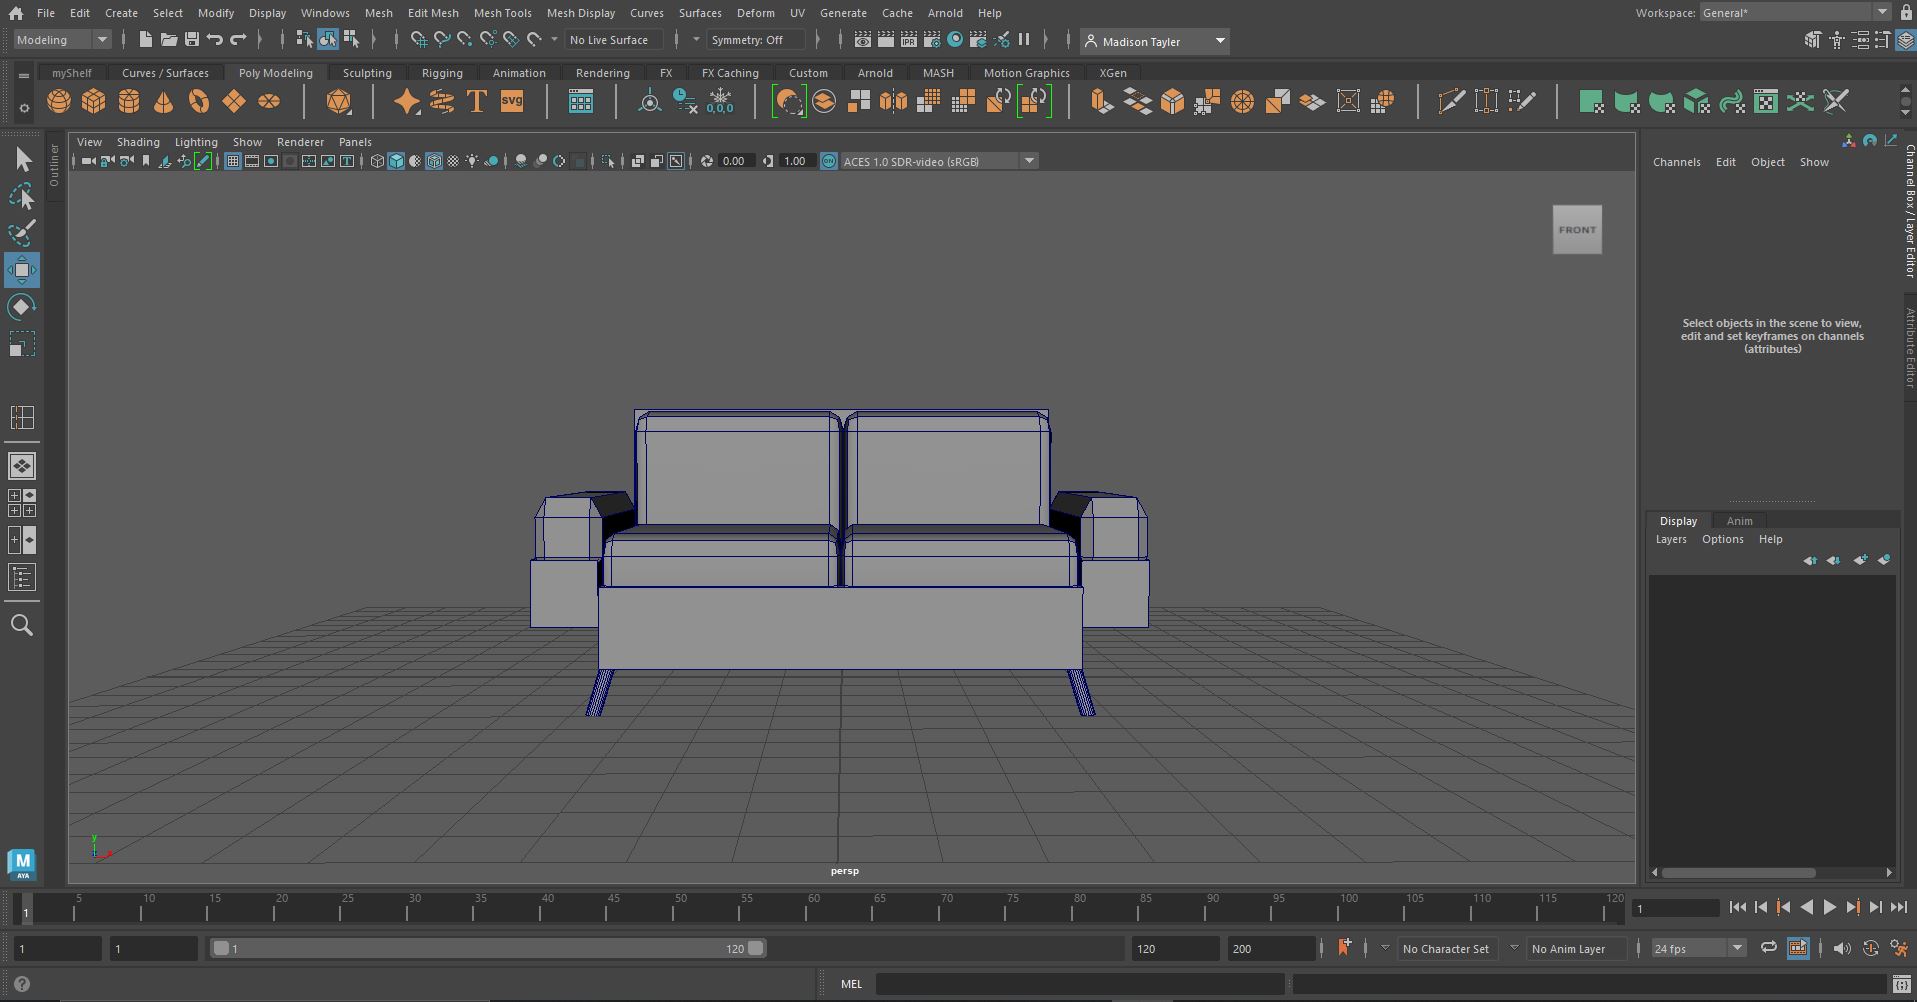 File Edit Create Select Modify Display Windows Mesh Edit Mesh Mesh Tools Mesh Display Curves Surfaces Deform UV Generate Cache Arnold Help Workspace: General*
Modeling No Live Surface Symmetry: Off IPR Madison Tayler
myShelf Curves / Surfaces Poly Modeling Sculpting Rigging Animation Rendering FX FX Caching Custom Arnold MASH Motion Graphics XGen
T SVG 0,0,0
View Shading Lighting Show Renderer Panels
0.00 1.00 ON ACES 1.0 SDR-video (sRGB)
Outliner
Channels Edit Object Show
Channel Box / Layer Editor
Attribute Editor
FRONT
Select objects in the scene to view,
edit and set keyframes on channels
(attributes)
Display Anim
Layers Options Help
y
x
persp
M
AYA
5 10 15 20 25 30 35 40 45 50 55 60 65 70 75 80 85 90 95 100 105 110 115 120
1 1
1 1 1 120 120 200 No Character Set No Anim Layer 24 fps
MEL